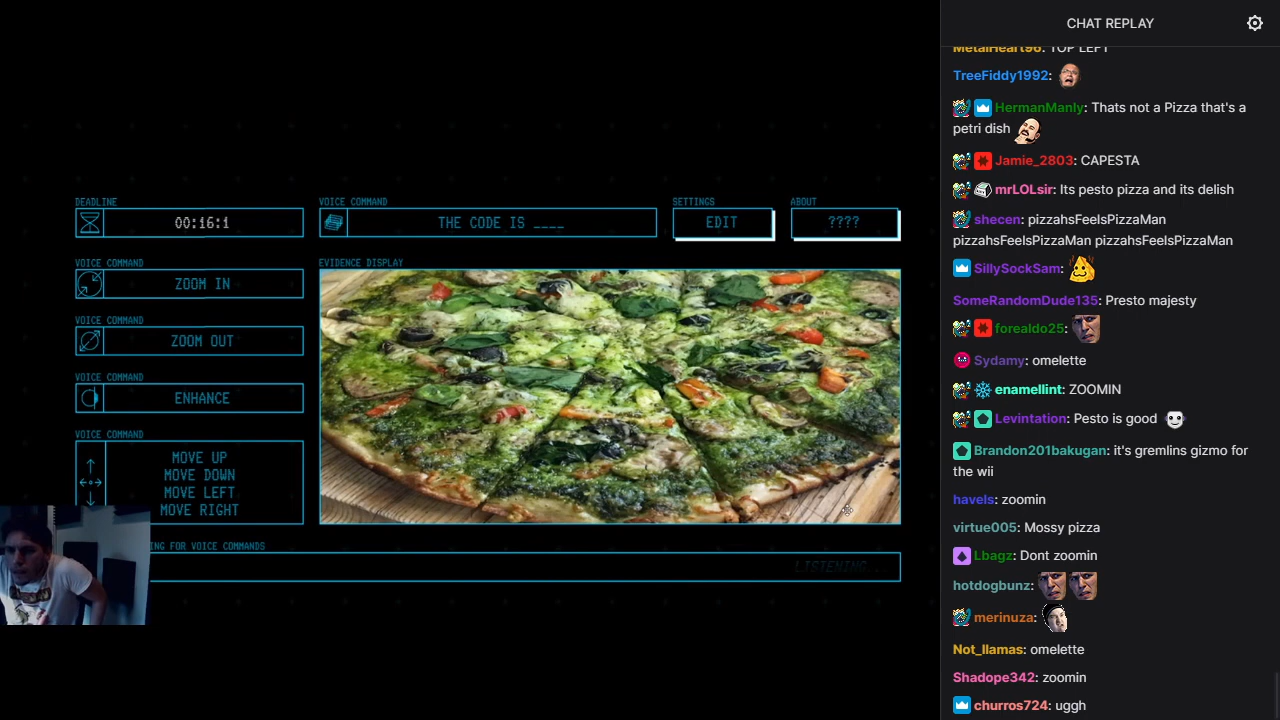 CHAT REPLAY
MetalHeart96: TOP LEFT
TreeFiddy1992:
HermanManly: Thats not a Pizza that's a
petri dish
Jamie_2803: CAPESTA
mrLOLsir: Its pesto pizza and its delish
shecen: pizzahsFeelsPizzaMan
pizzahsFeelsPizzaMan pizzahsFeelsPizzaMan
SillySockSam:
SomeRandomDude135: Presto majesty
forealdo25:
Sydamy: omelette
enamellint: ZOOMIN
Levintation: Pesto is good
Brandon201bakugan: it's gremlins gizmo for
the wii
havels: zoomin
virtue005: Mossy pizza
Lbagz: Dont zoomin
hotdogbunz:
merinuza:
Not_llamas: omelette
Shadope342: zoomin
churros724: uggh
DEADLINE
00:16:1
VOICE COMMAND
THE CODE IS ____
SETTINGS
EDIT
ABOUT
????
VOICE COMMAND
ZOOM IN
VOICE COMMAND
ZOOM OUT
VOICE COMMAND
ENHANCE
VOICE COMMAND
MOVE UP
MOVE DOWN
MOVE LEFT
MOVE RIGHT
EVIDENCE DISPLAY
ING FOR VOICE COMMANDS
LISTENING...